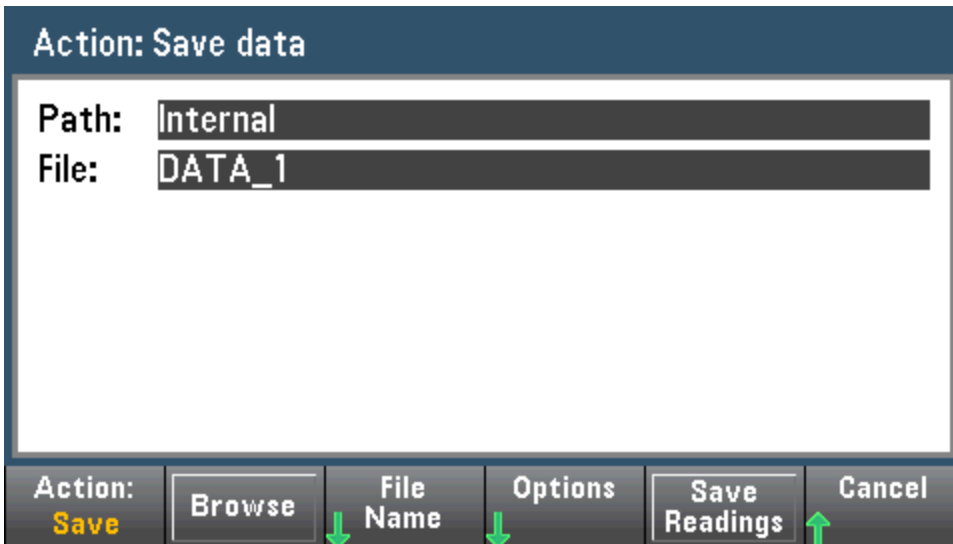 Action: Save data
Path: Internal
File: DATA_1
Action:
Save
Browse
File
Name
Options
Save
Readings
Cancel